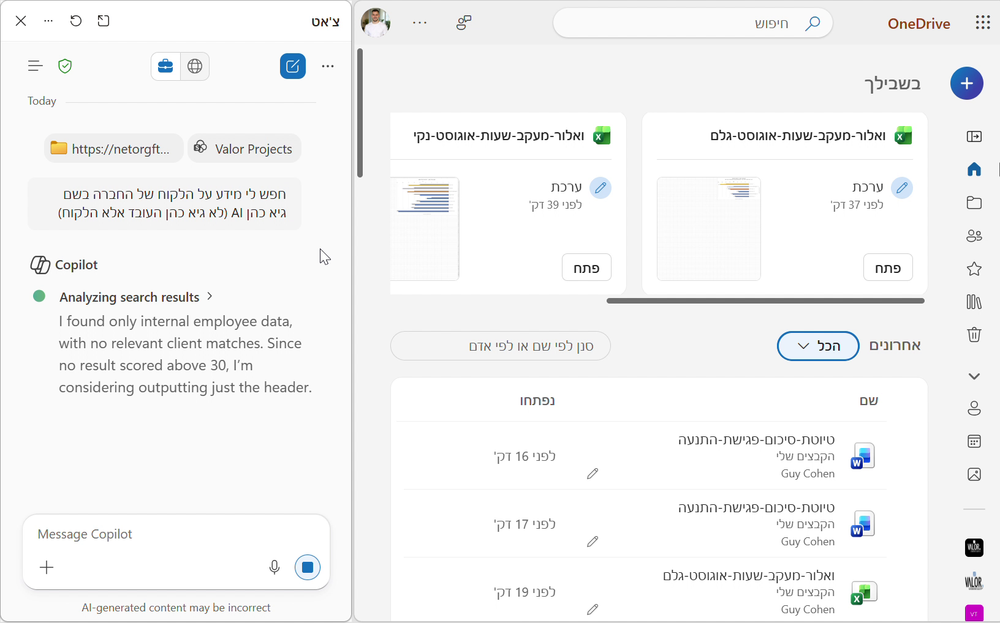 צ'אט
Today
https://netorgft...
Valor Projects
חפש לי מידע על הלקוח של החברה בשם
גיא כהן AI (לא גיא כהן העובד אלא הלקוח)
Copilot
Analyzing search results
I found only internal employee data,
with no relevant client matches. Since
no result scored above 30, I'm
considering outputting just the header.
Message Copilot
AI-generated content may be incorrect
OneDrive
חיפוש
בשבילך
ואלור-מעקב-שעות-אוגוסט-גלם
ערכת
לפני 37 דק'
פתח
ואלור-מעקב-שעות-אוגוסט-נקי
ערכת
לפני 39 דק'
פתח
אחרונים
הכל
סנן לפי שם או לפי אדם
שם
נפתחו
טיוטת-סיכום-פגישת-התנעה
הקבצים שלי
Guy Cohen
לפני 16 דק'
טיוטת-סיכום-פגישת-התנעה
הקבצים שלי
Guy Cohen
לפני 17 דק'
ואלור-מעקב-שעות-אוגוסט-גלם
הקבצים שלי
Guy Cohen
לפני 19 דק'
VALOR
VALOR
VT